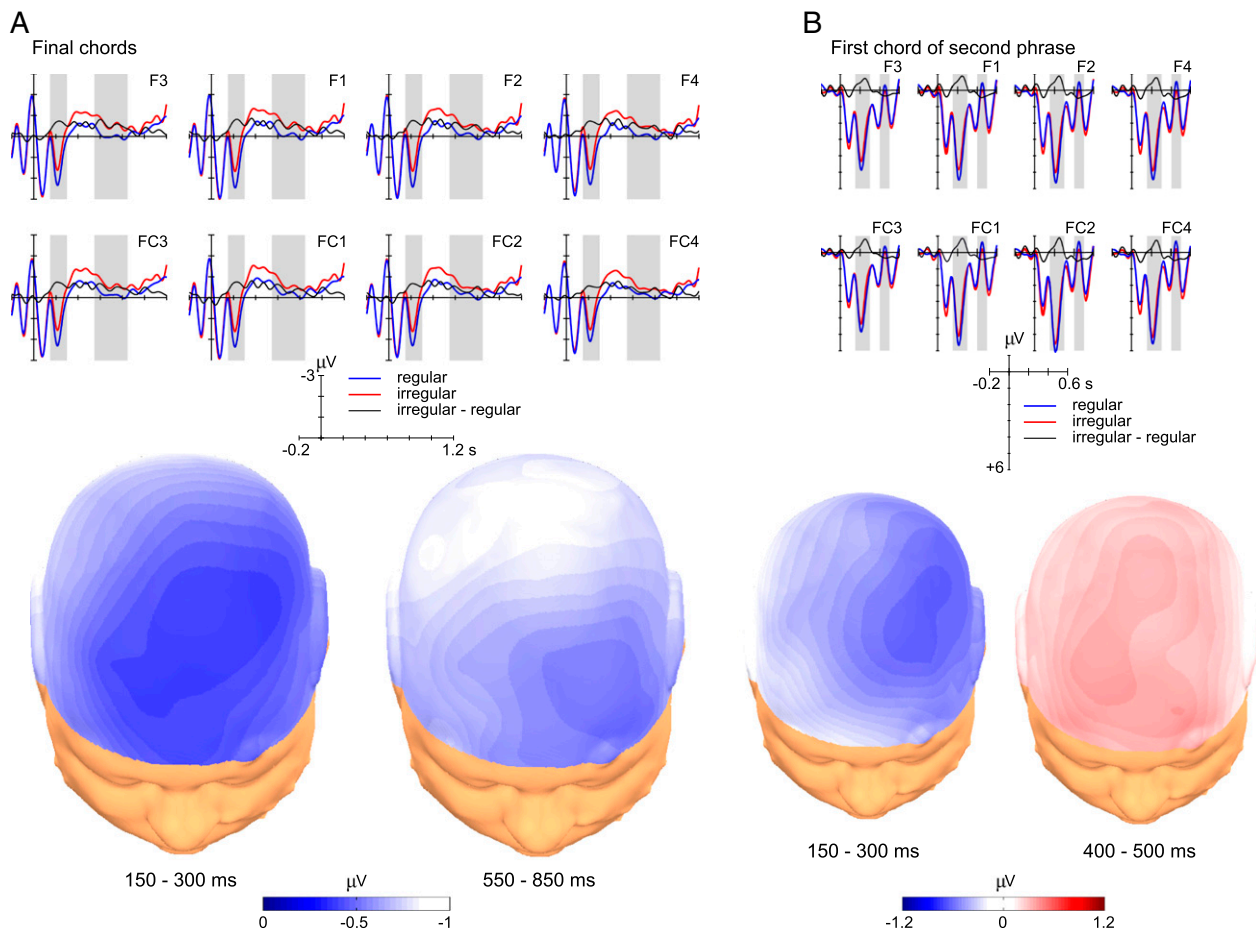 A
Final chords
F3 F1 F2 F4
FC3 FC1 FC2 FC4
µV
-3
regular
irregular
irregular - regular
-0.2 1.2 s
150 - 300 ms 550 - 850 ms
µV
0 -0.5 -1
B
First chord of second phrase
F3 F1 F2 F4
FC3 FC1 FC2 FC4
µV
-0.2 0.6 s
regular
irregular
irregular - regular
+6
150 - 300 ms 400 - 500 ms
µV
-1.2 0 1.2